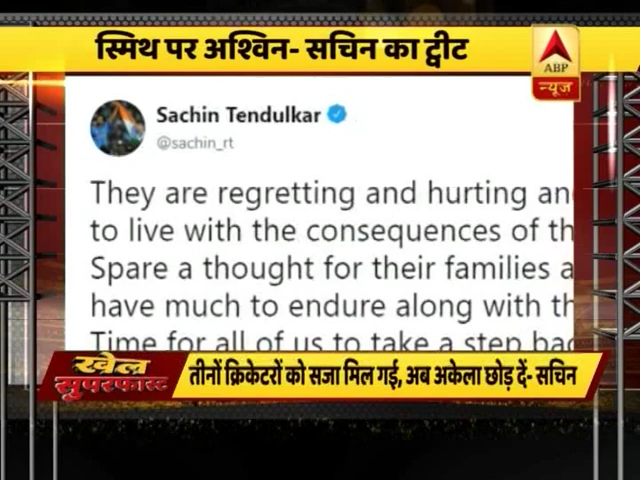 स्मिथ पर अश्विन- सचिन का ट्वीट
ABP
न्यूज़
Sachin Tendulkar
@sachin_rt
They are regretting and hurting and
to live with the consequences of th
Spare a thought for their families a
have much to endure along with th
Time for all of us to take a step bac
खेल
सुपरफास्ट
तीनों क्रिकेटरों को सजा मिल गई, अब अकेला छोड़ दें- सचिन